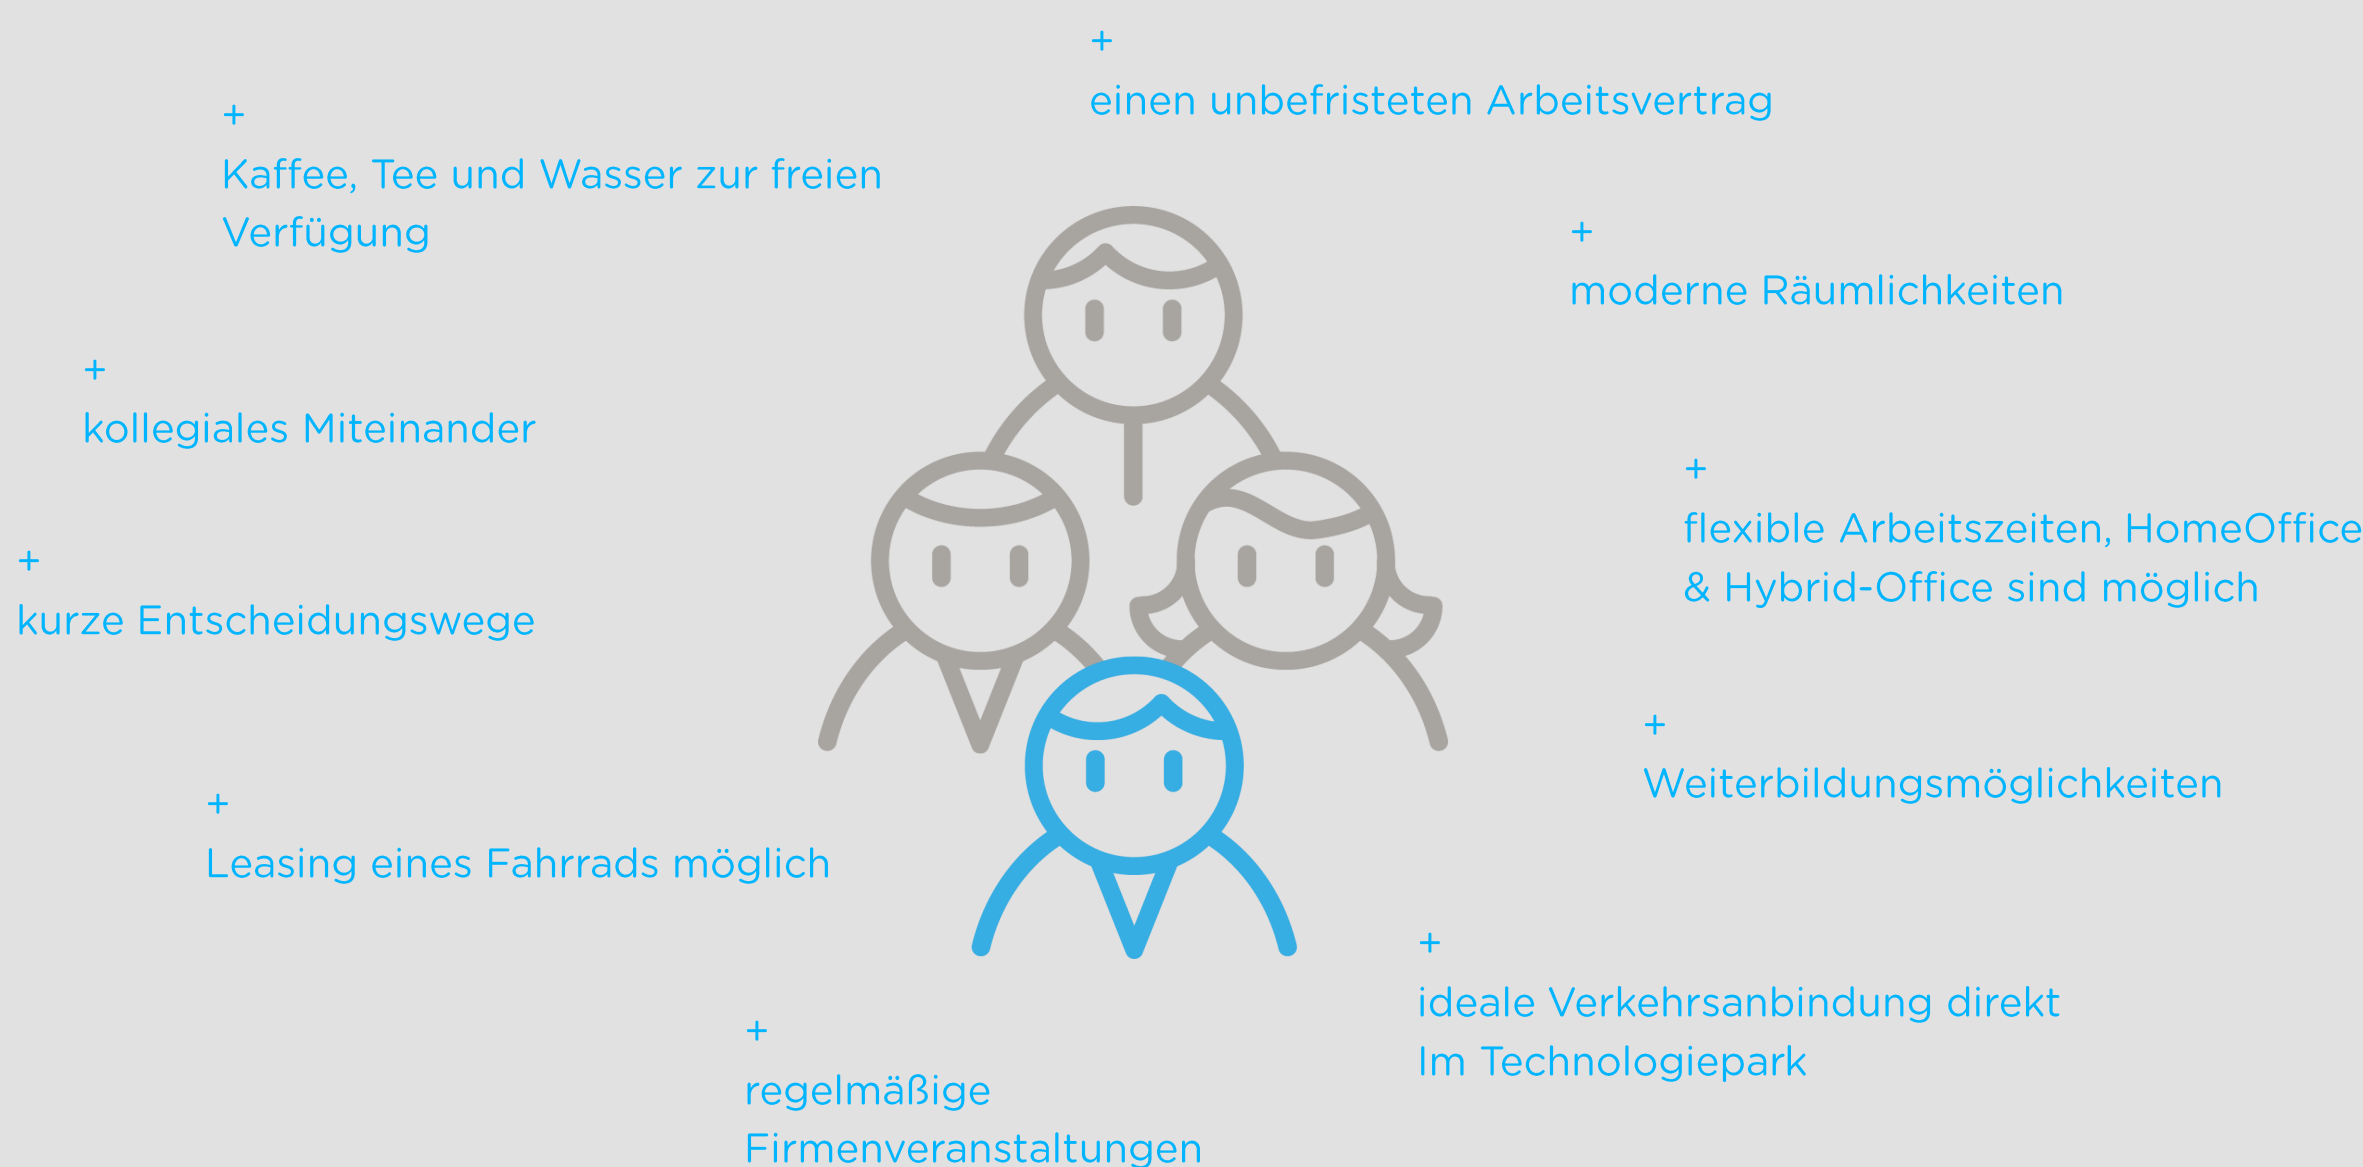 +
einen unbefristeten Arbeitsvertrag
+
Kaffee, Tee und Wasser zur freien
Verfügung
+
moderne Räumlichkeiten
+
kollegiales Miteinander
+
flexible Arbeitszeiten, HomeOffice
& Hybrid-Office sind möglich
+
kurze Entscheidungswege
+
Weiterbildungsmöglichkeiten
+
Leasing eines Fahrrads möglich
+
ideale Verkehrsanbindung direkt
Im Technologiepark
+
regelmäßige
Firmenveranstaltungen